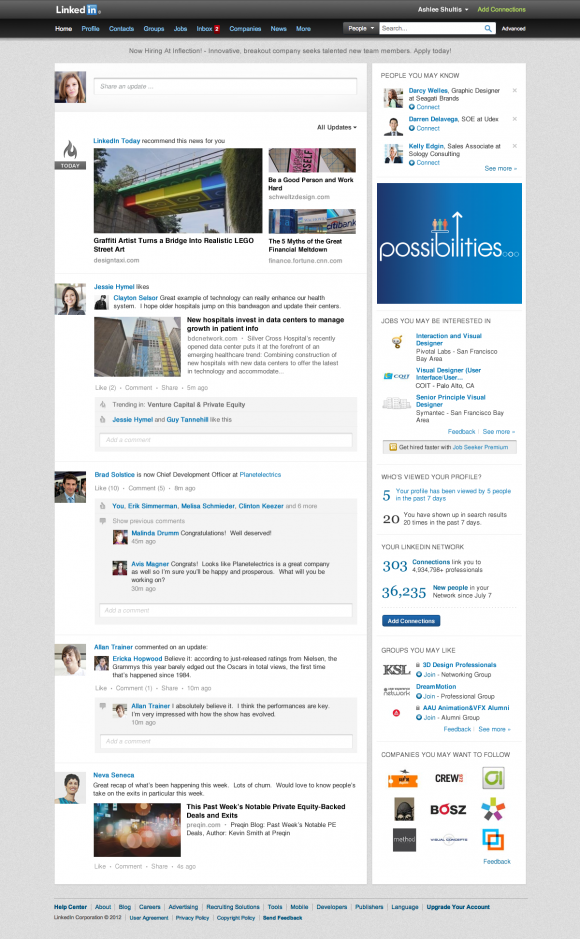 Linked in
Ashlee Shultis
Add Connections
Home Profile Contacts Groups Jobs Inbox 2 Companies News More
People Search... Advanced
Now Hiring At Inflection! - Innovative, breakout company seeks talented new team members. Apply today!
Share an update ...
All Updates
TODAY
LinkedIn Today recommend this news for you
Graffiti Artist Turns a Bridge Into Realistic LEGO
Street Art
designtaxi.com
Be a Good Person and Work
Hard
schweltzdesign.com
citibank
The 5 Myths of the Great
Financial Meltdown
finance.fortune.cnn.com
Jessie Hymel likes
Clayton Selsor Great example of technology can really enhance our health
system. I hope older hospitals jump on this bandwagon and update their centers.
New hospitals invest in data centers to manage
growth in patient info
bdcnetwork.com • Silver Cross Hospital's recently
opened data center puts it at the forefront of an
emerging healthcare trend. Combining construction of
new hospitals with new data centers to offer the latest
in technology and accommodate...
Like (2) • Comment • Share • 5m ago
Trending in: Venture Capital & Private Equity
Jessie Hymel and Guy Tannehill like this
Add a comment
Brad Solstice is now Chief Development Officer at Planetelectrics
Like (10) • Comment (5) • 8m ago
You, Erik Simmerman, Melisa Schmieder, Clinton Keezer and 6 more
Show previous comments
Malinda Drumm Congratulations! Well deserved!
45m ago
Avis Magner Congrats! Looks like Planetelectrics is a great company
as well so I'm sure you'll be happy and prosperous. What will you be
working on?
30m ago
Add a comment
Allan Trainer commented on an update:
Ericka Hopwood Believe it: according to just-released ratings from Nielsen, the
Grammys this year barely edged out the Oscars in total views, the first time
that's happened since 1984.
Like • Comment (1) • Share • 10m ago
Allan Trainer I absolutely believe it. I think the performances are key.
I'm very impressed with how the show has evolved.
10m ago
Add a comment
Neva Seneca
Great recap of what's been happening this week. Lots of churn. Would love to know people's
take on the exits in particular this week.
This Past Week's Notable Private Equity-Backed
Deals and Exits
preqin.com • Preqin Blog: Past Week's Notable PE
Deals, Author: Kevin Smith at Preqin
Like • Comment • Share • 4s ago
PEOPLE YOU MAY KNOW
Darcy Welles, Graphic Designer
at Seagati Brands
Connect
Darren Delavega, SOE at Udex
Connect
Kelly Edgin, Sales Associate at
Sology Consulting
Connect
See more »
possibilities...
JOBS YOU MAY BE INTERESTED IN
Interaction and Visual
Designer
Pivotal Labs - San Francisco
Bay Area
COIT
Visual Designer (User
Interface/User...
COIT - Palo Alto, CA
Senior Principle Visual
Designer
Symantec - San Francisco Bay
Area
Feedback See more »
Get hired faster with Job Seeker Premium
WHO'S VIEWED YOUR PROFILE?
5 Your profile has been viewed by 5 people
in the past 7 days
20 You have shown up in search results
20 times in the past 7 days.
YOUR LINKEDIN NETWORK
303 Connections link you to
4,934,798+ professionals
36,235 New people in your
Network since July 7
Add Connections
GROUPS YOU MAY LIKE
KSL
3D Design Professionals
Join - Networking Group
network
DreamMotion
Join - Professional Group
AAU Animation&VFX Alumni
Join - Alumni Group
Feedback See more »
COMPANIES YOU MAY WANT TO FOLLOW
CREW
BOSZ
method
VISUAL CONCEPTS
Feedback
Help Center About Blog Careers Advertising Recruiting Solutions Tools Mobile Developers Publishers Language Upgrade Your Account
LinkedIn Corporation © 2012 User Agreement Privacy Policy Copyright Policy Send Feedback